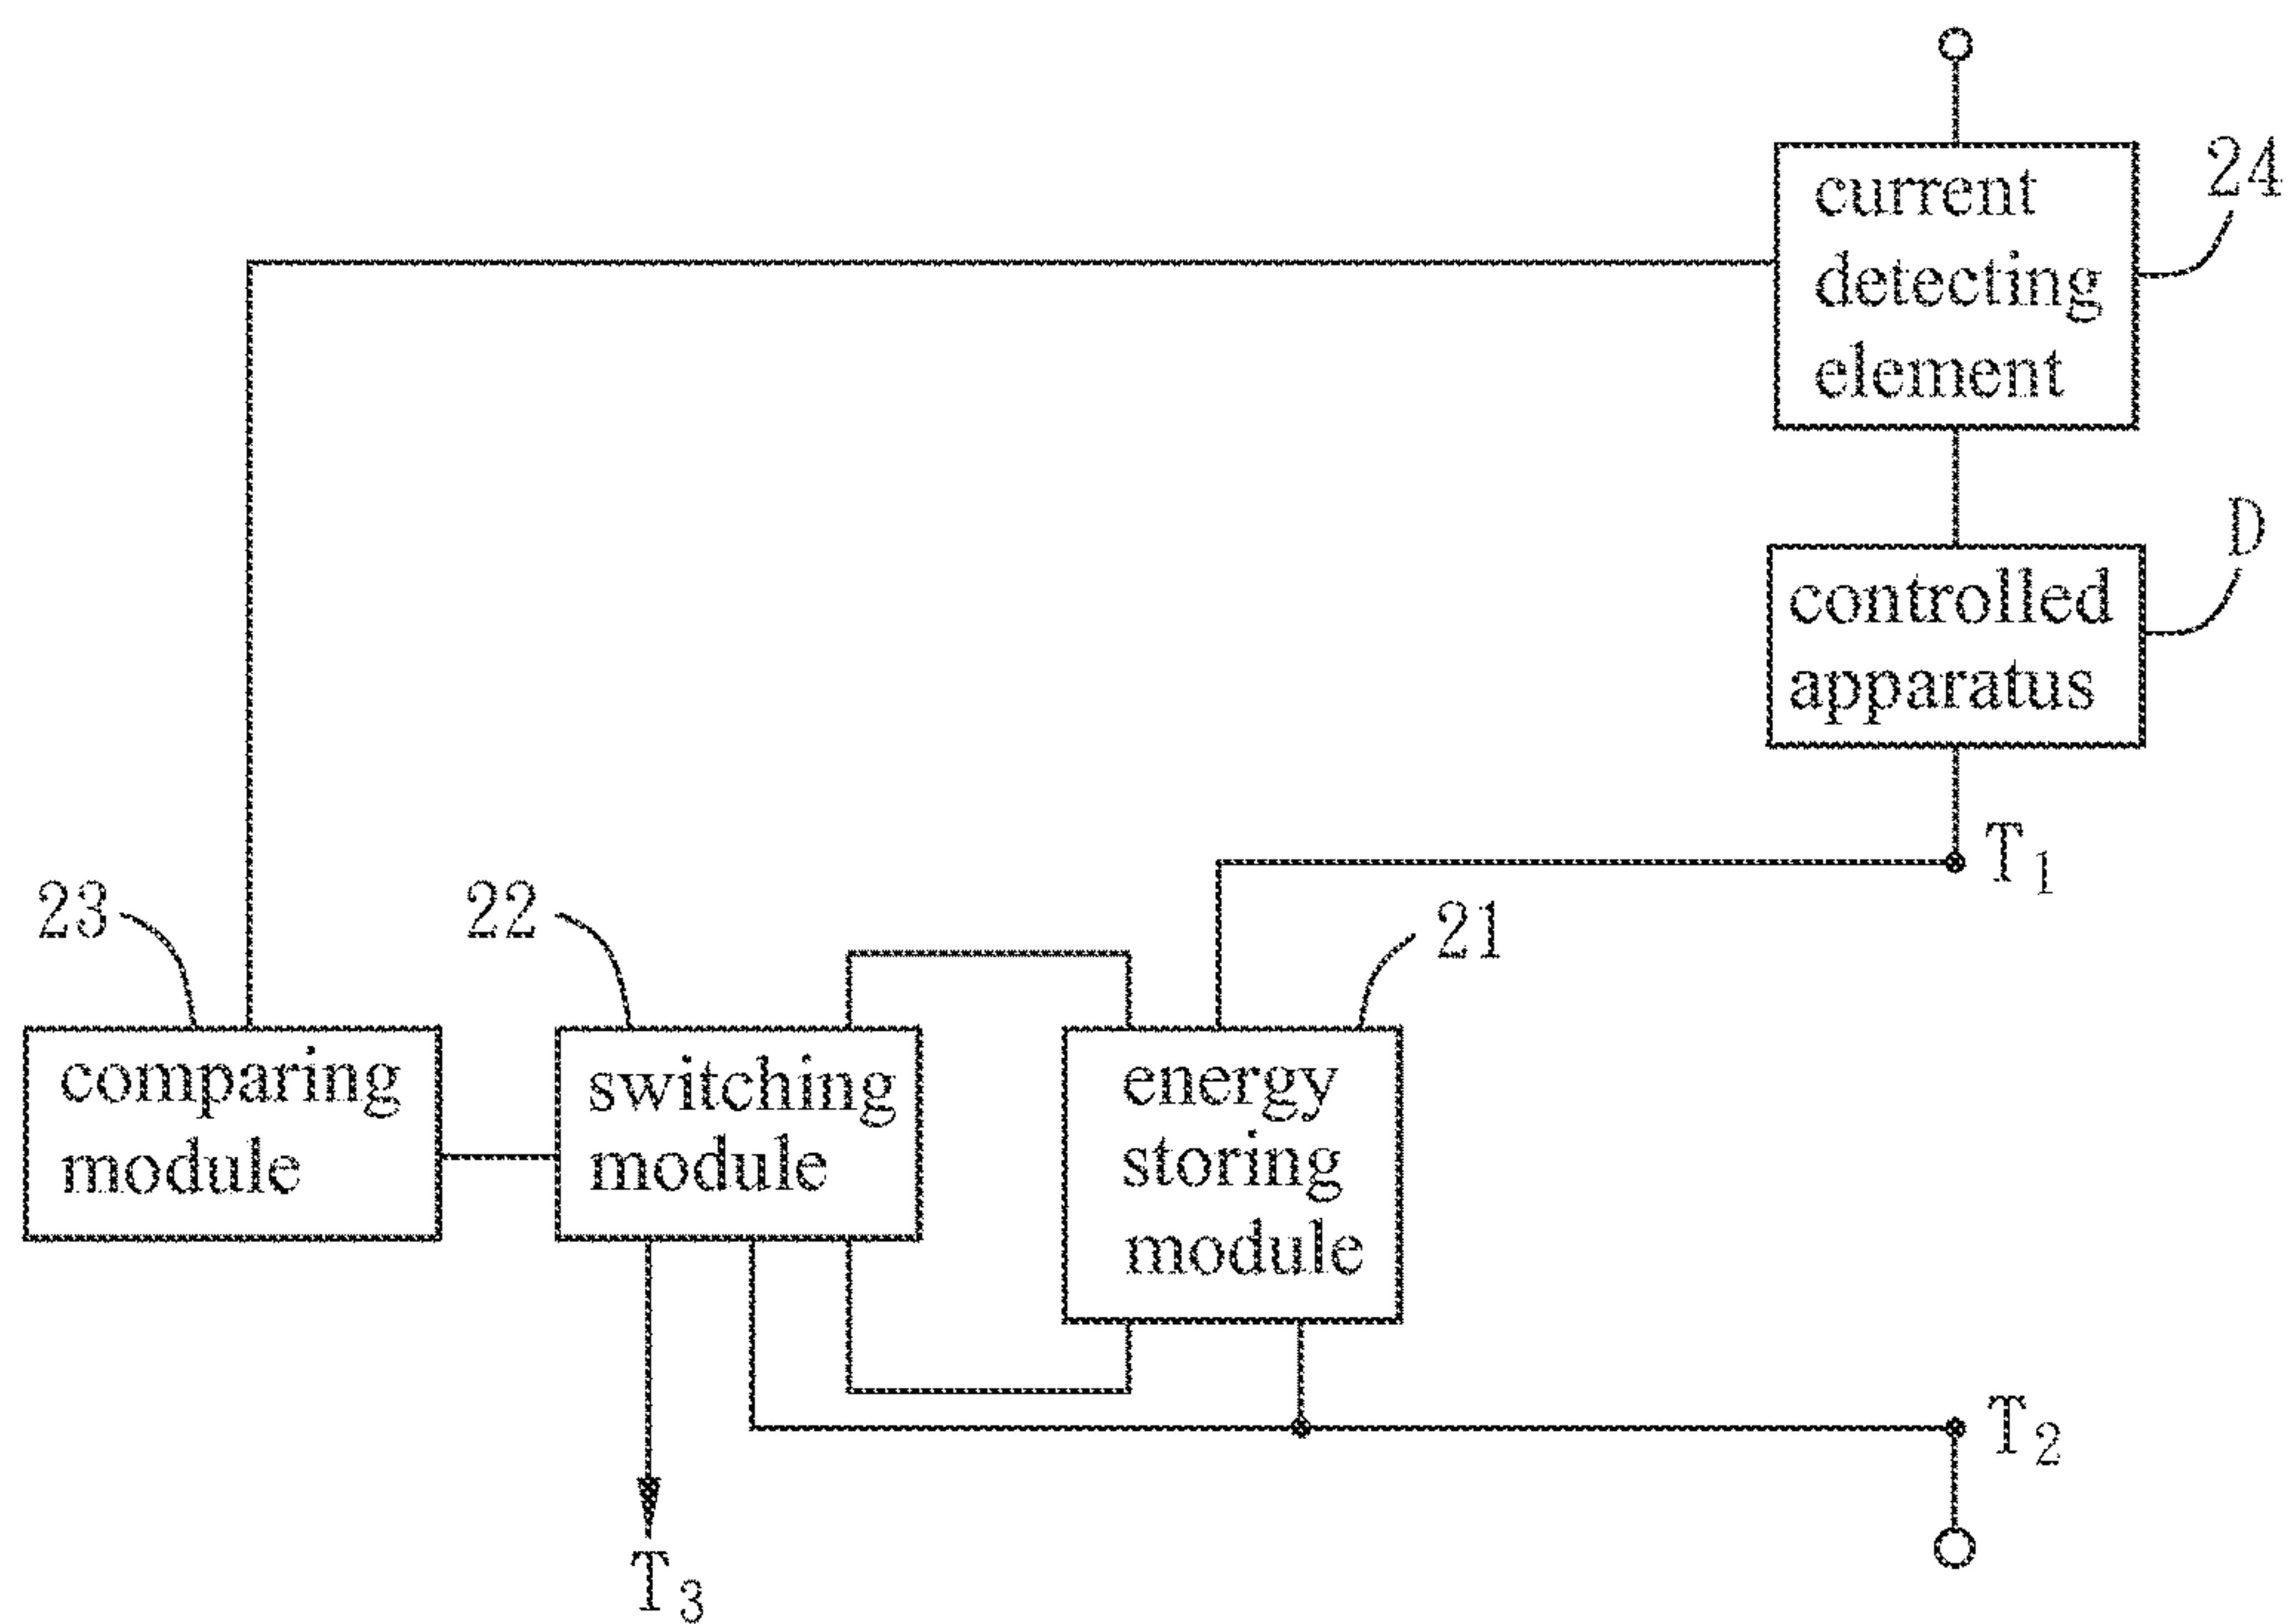 24
current
detecting
element
D
controlled
apparatus
T1
23
22
21
comparing
module
switching
module
energy
storing
module
T2
T3